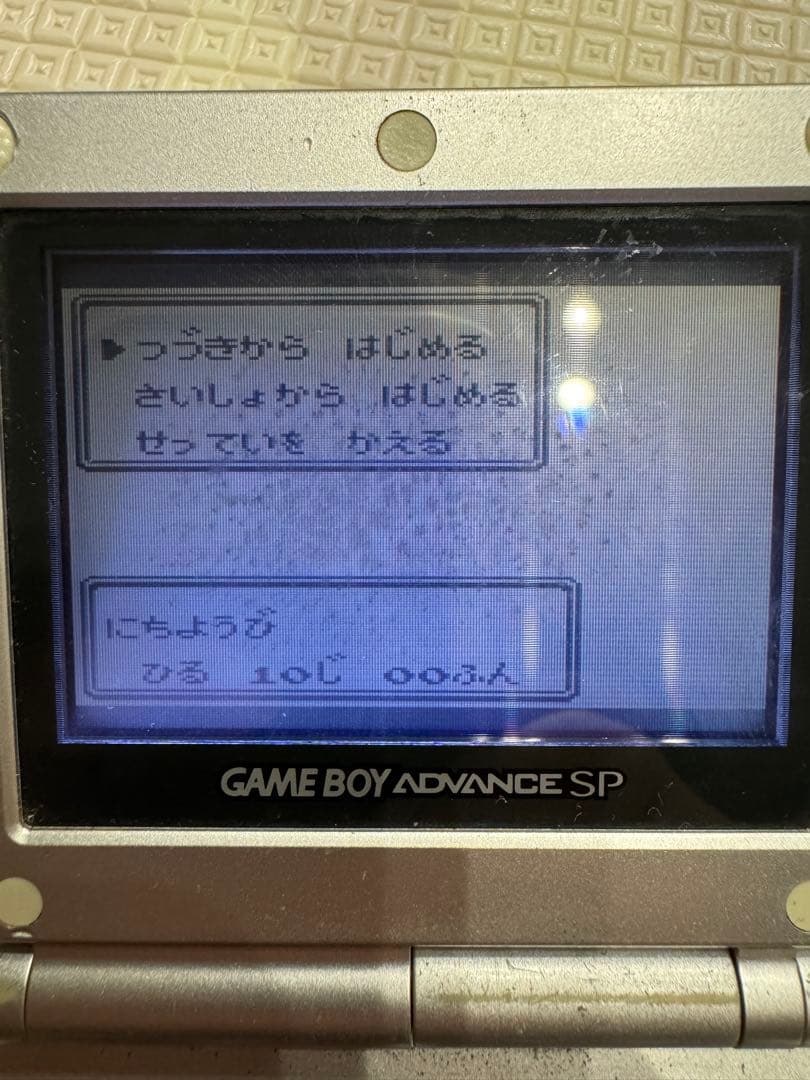 ▶つづきから　はじめる
さいしょから　はじめる
せっていを　かえる
にちようび
ひる　10じ　00ふん
GAME BOY ADVANCE SP